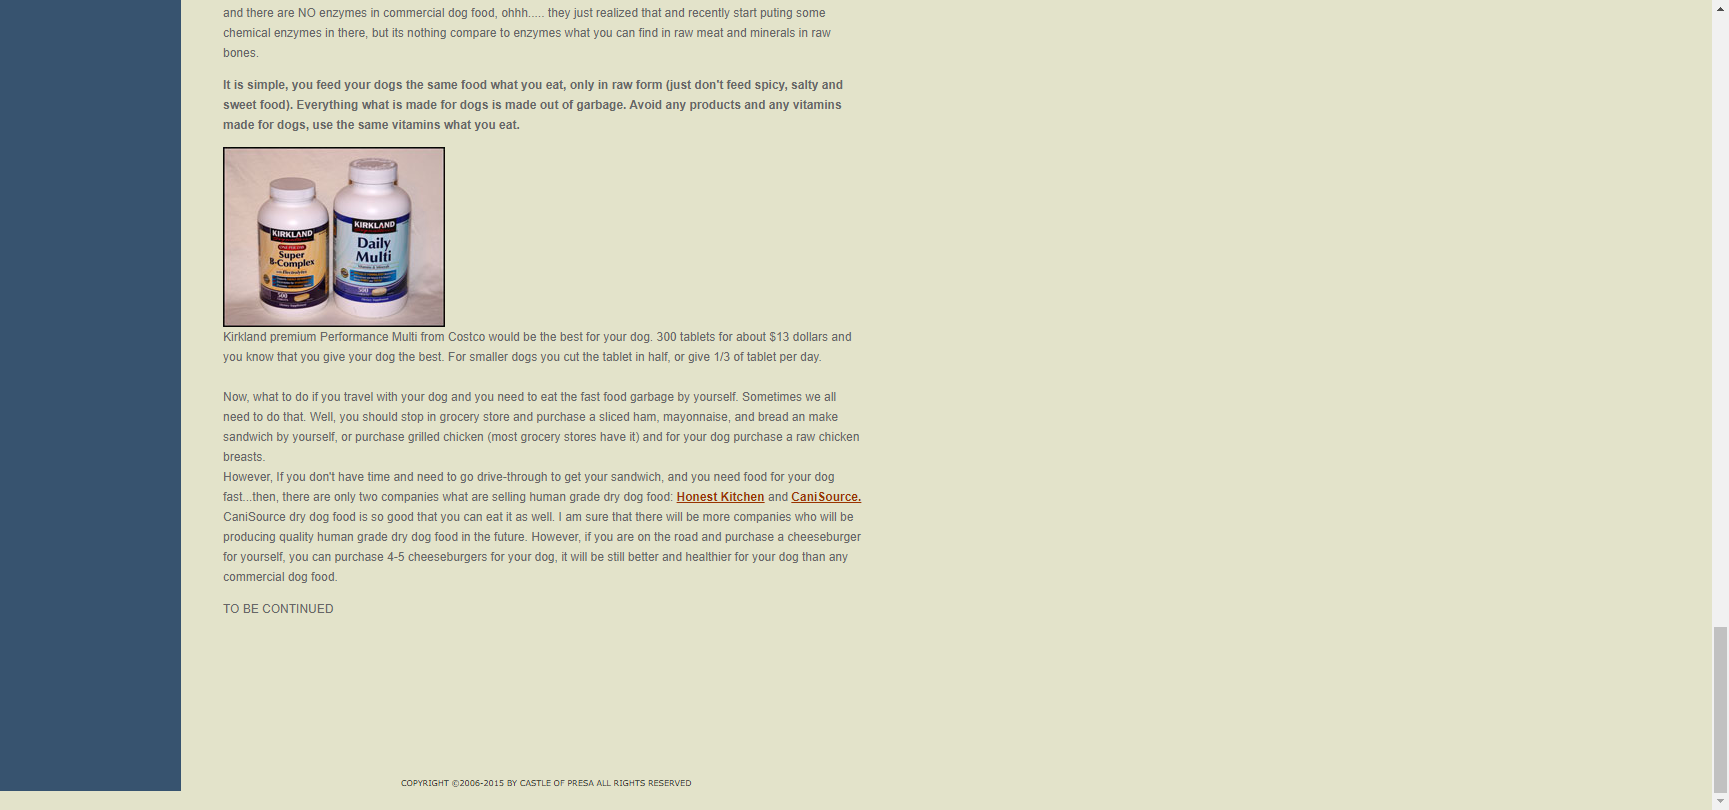 and there are NO enzymes in commercial dog food, ohhh..... they just realized that and recently start puting some
chemical enzymes in there, but its nothing compare to enzymes what you can find in raw meat and minerals in raw
bones.
It is simple, you feed your dogs the same food what you eat, only in raw form (just don't feed spicy, salty and
sweet food). Everything what is made for dogs is made out of garbage. Avoid any products and any vitamins
made for dogs, use the same vitamins what you eat.
KIRKLAND
Super
B-Complex
with Electrolytes
500
KIRKLAND
Daily
Multi
500
Kirkland premium Performance Multi from Costco would be the best for your dog. 300 tablets for about $13 dollars and
you know that you give your dog the best. For smaller dogs you cut the tablet in half, or give 1/3 of tablet per day.
Now, what to do if you travel with your dog and you need to eat the fast food garbage by yourself. Sometimes we all
need to do that. Well, you should stop in grocery store and purchase a sliced ham, mayonnaise, and bread an make
sandwich by yourself, or purchase grilled chicken (most grocery stores have it) and for your dog purchase a raw chicken
breasts.
However, If you don't have time and need to go drive-through to get your sandwich, and you need food for your dog
fast...then, there are only two companies what are selling human grade dry dog food: Honest Kitchen and CaniSource.
CaniSource dry dog food is so good that you can eat it as well. I am sure that there will be more companies who will be
producing quality human grade dry dog food in the future. However, if you are on the road and purchase a cheeseburger
for yourself, you can purchase 4-5 cheeseburgers for your dog, it will be still better and healthier for your dog than any
commercial dog food.
TO BE CONTINUED
COPYRIGHT ©2006-2015 BY CASTLE OF PRESA ALL RIGHTS RESERVED